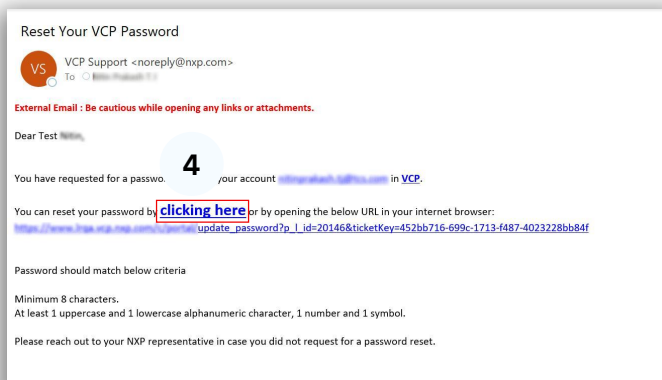 Reset Your VCP Password
VS
VCP Support <noreply@nxp.com>
To
External Email : Be cautious while opening any links or attachments.
Dear Test
4
You have requested for a your account in VCP.
You can reset your password by clicking here or by opening the below URL in your internet browser:
update_password?p_l_id=20146&ticketKey=452bb716-699c-1713-f487-4023228bb84f
Password should match below criteria
Minimum 8 characters.
At least 1 uppercase and 1 lowercase alphanumeric character, 1 number and 1 symbol.
Please reach out to your NXP representative in case you did not request for a password reset.